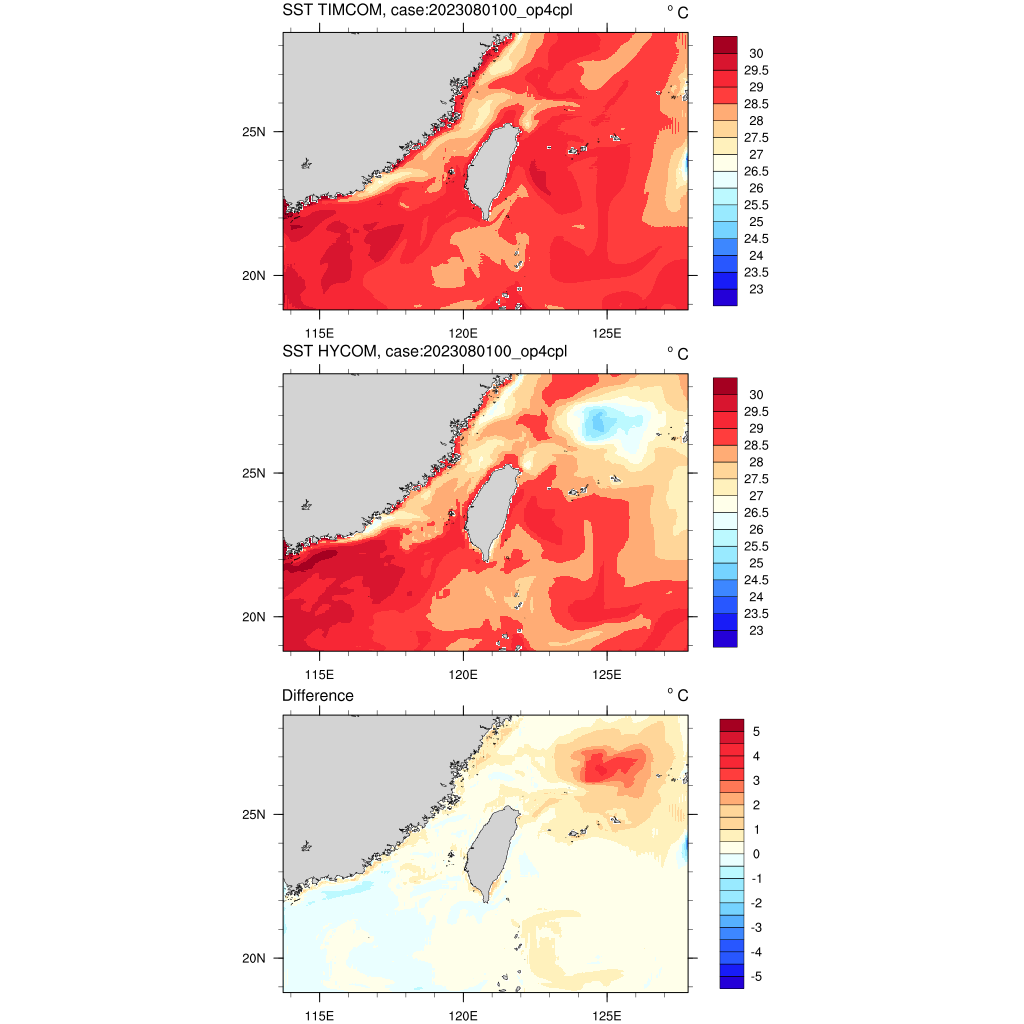 SST TIMCOM, case:2023080100_op4cpl
° C
30
29.5
29
28.5
28
27.5
27
26.5
26
25.5
25
24.5
24
23.5
23
25N
20N
115E 120E 125E
SST HYCOM, case:2023080100_op4cpl
° C
30
29.5
29
28.5
28
27.5
27
26.5
26
25.5
25
24.5
24
23.5
23
25N
20N
115E 120E 125E
Difference
° C
5
4
3
2
1
0
-1
-2
-3
-4
-5
25N
20N
115E 120E 125E